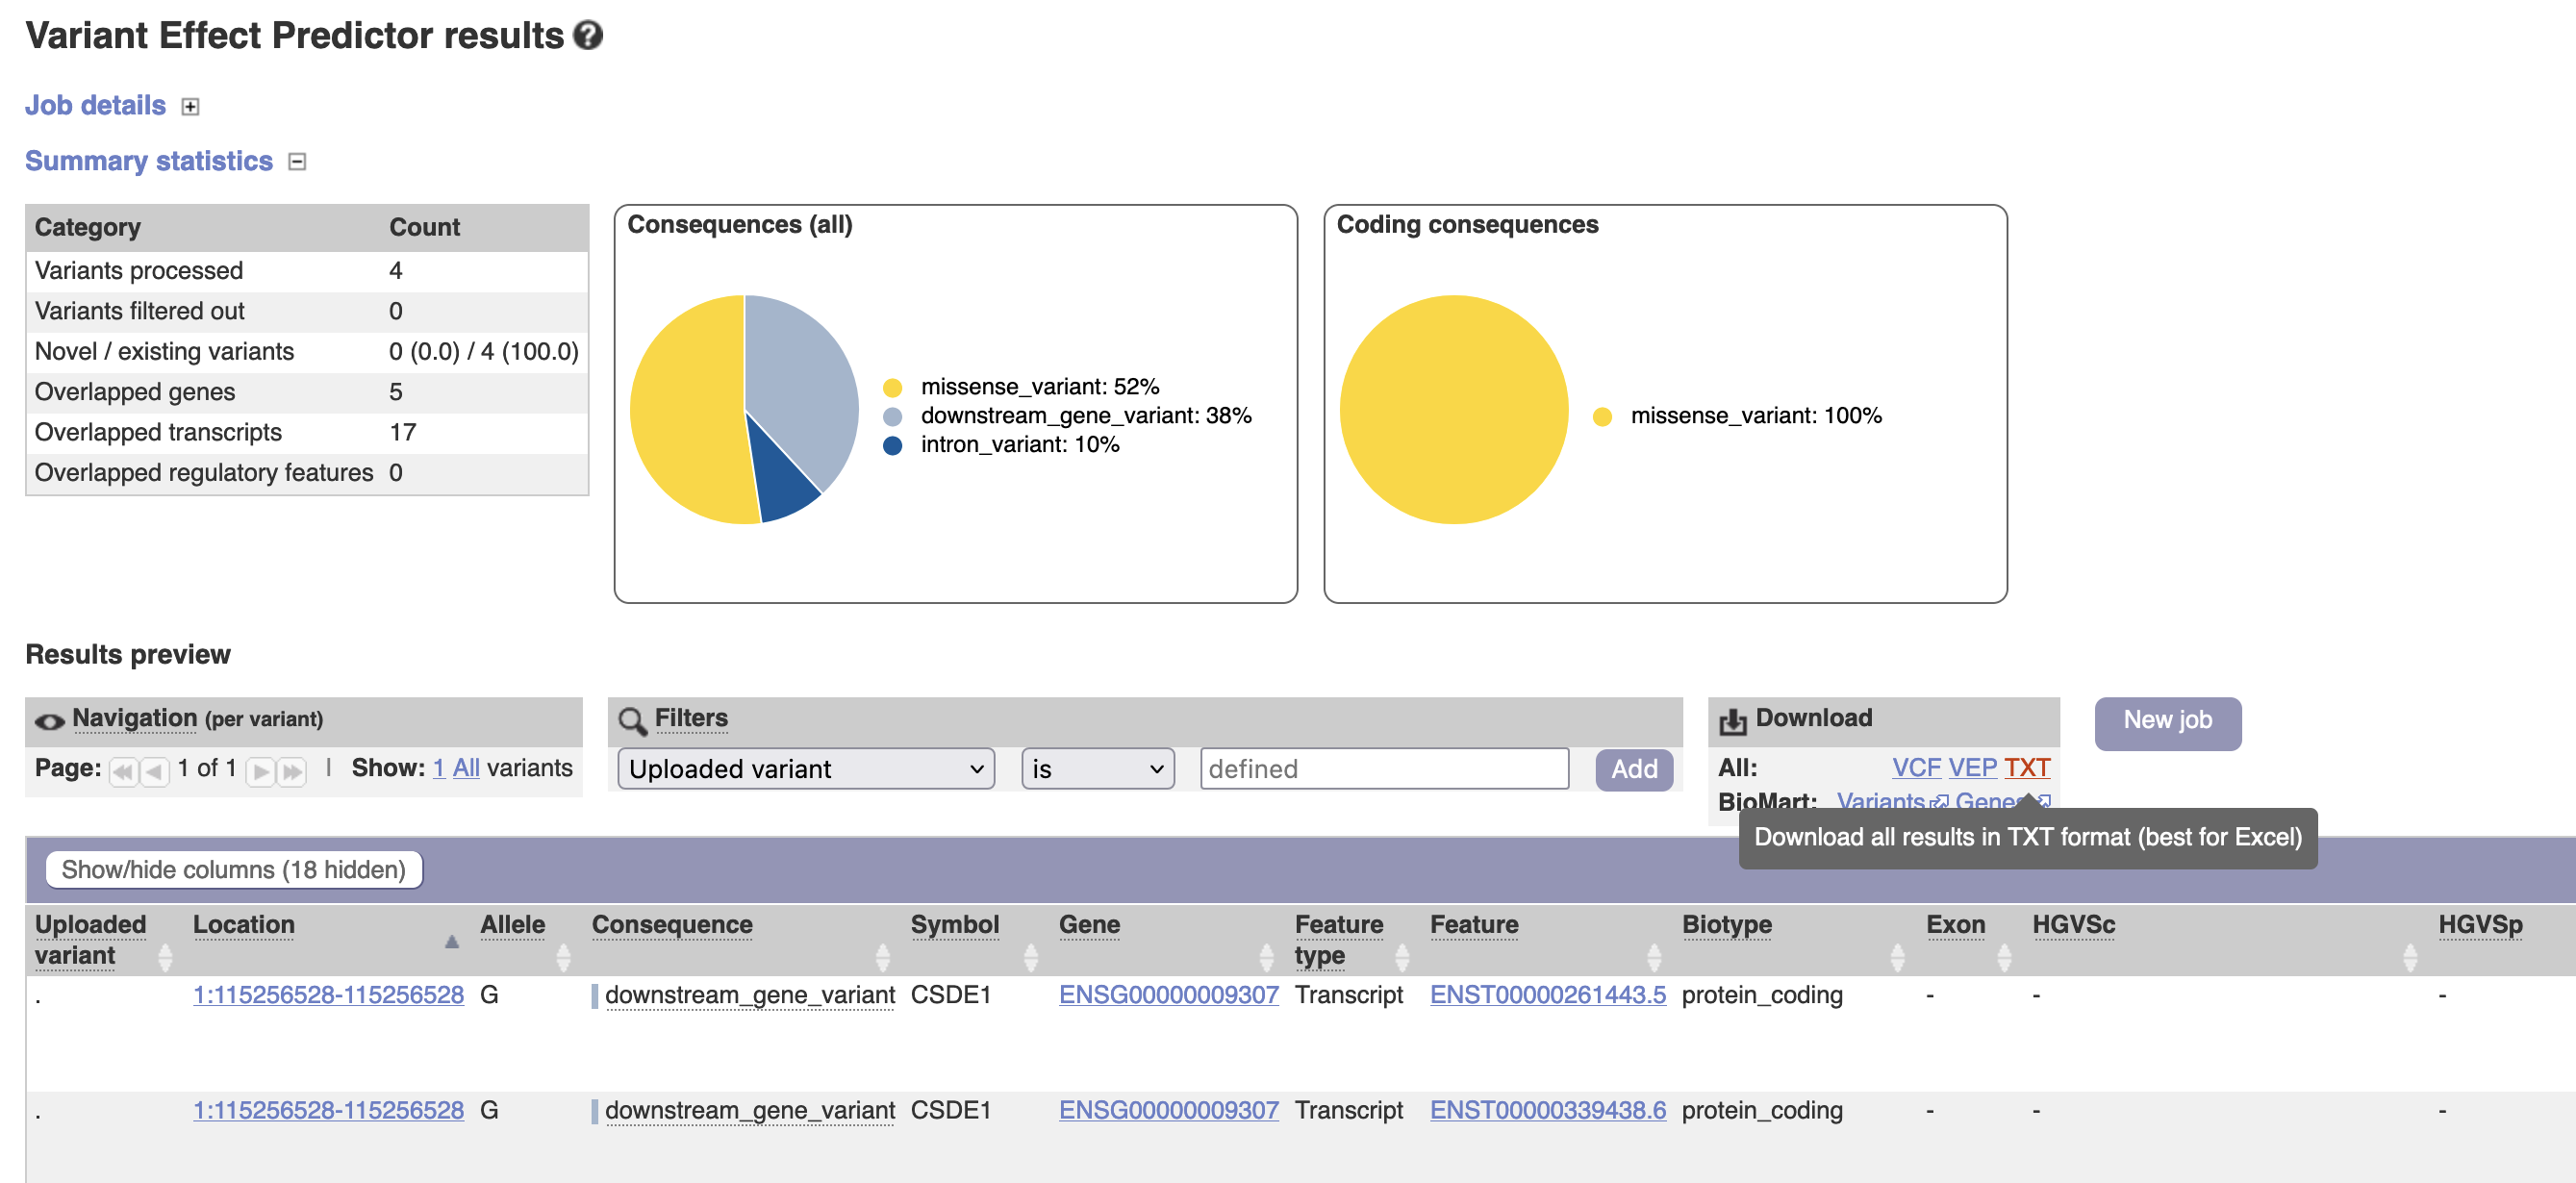 Variant Effect Predictor results ?
Job details
Summary statistics
Category Count
Variants processed 4
Variants filtered out 0
Novel / existing variants 0 (0.0) / 4 (100.0)
Overlapped genes 5
Overlapped transcripts 17
Overlapped regulatory features 0
Consequences (all)
missense_variant: 52%
downstream_gene_variant: 38%
intron_variant: 10%
Coding consequences
missense_variant: 100%
Results preview
Navigation (per variant)
Page: 1 of 1 | Show: 1 All variants
Filters
Uploaded variant is defined Add
Download
All: VCF VEP TXT
BioMart: Variants Genes
New job
Download all results in TXT format (best for Excel)
Show/hide columns (18 hidden)
Uploaded variant Location Allele Consequence Symbol Gene Feature type Feature Biotype Exon HGVSc HGVSp
. 1:115256528-115256528 G downstream_gene_variant CSDE1 ENSG00000009307 Transcript ENST00000261443.5 protein_coding - - -
. 1:115256528-115256528 G downstream_gene_variant CSDE1 ENSG00000009307 Transcript ENST00000339438.6 protein_coding - - -